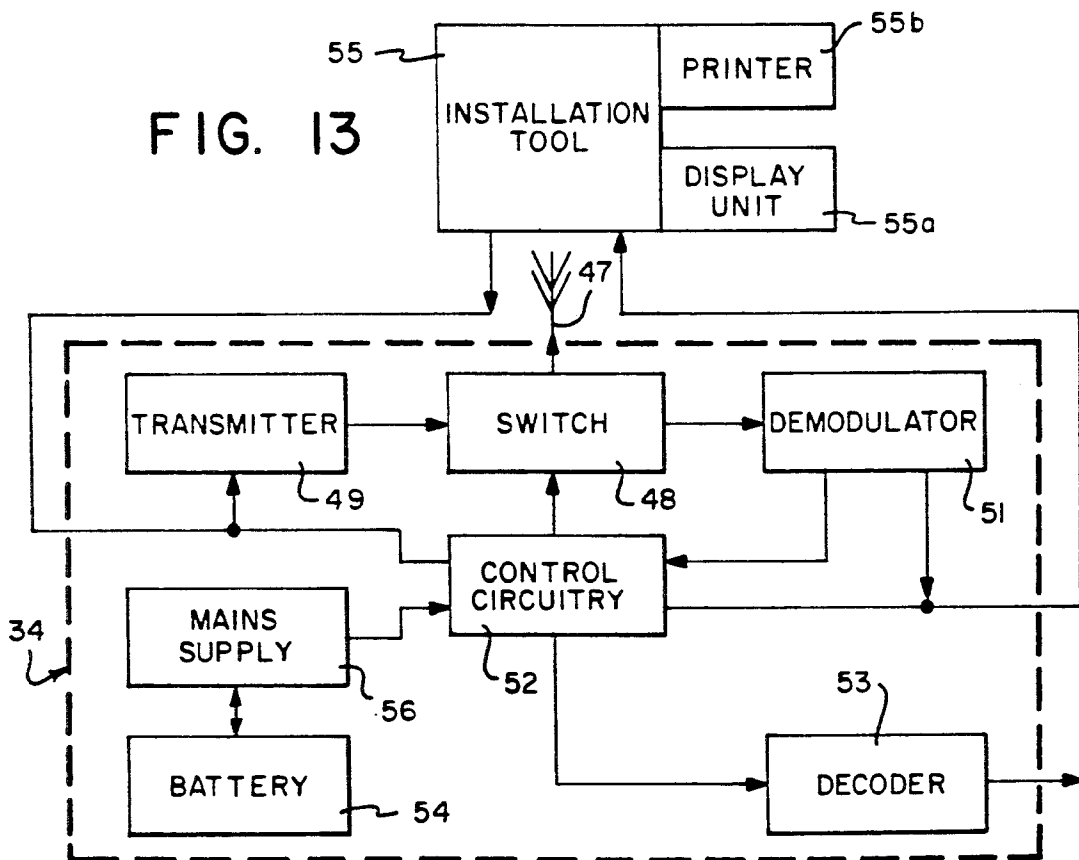 55
55b
PRINTER
FIG. 13
INSTALLATION
TOOL
DISPLAY
UNIT
55a
47
TRANSMITTER
SWITCH
DEMODULATOR
49
48
51
CONTROL
CIRCUITRY
MAINS
SUPPLY
34
52
53
56
BATTERY
DECODER
54